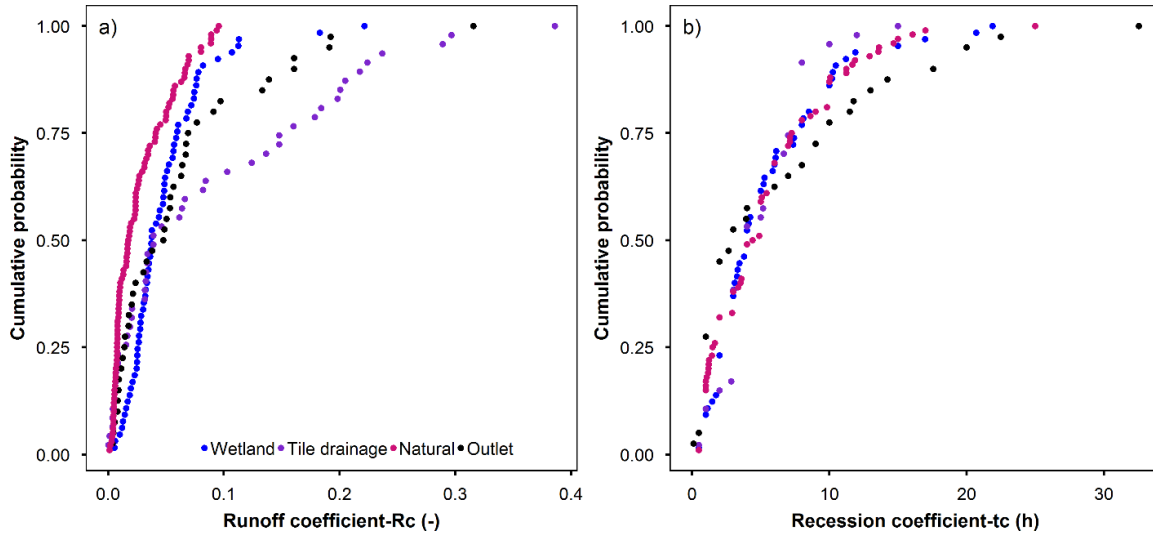 a)
Cumulative probability
1.00
0.75
0.50
0.25
0.00
Wetland Tile drainage Natural Outlet
0.0 0.1 0.2 0.3 0.4
Runoff coefficient-Rc (-)
b)
Cumulative probability
1.00
0.75
0.50
0.25
0.00
0 10 20 30
Recession coefficient-tc (h)